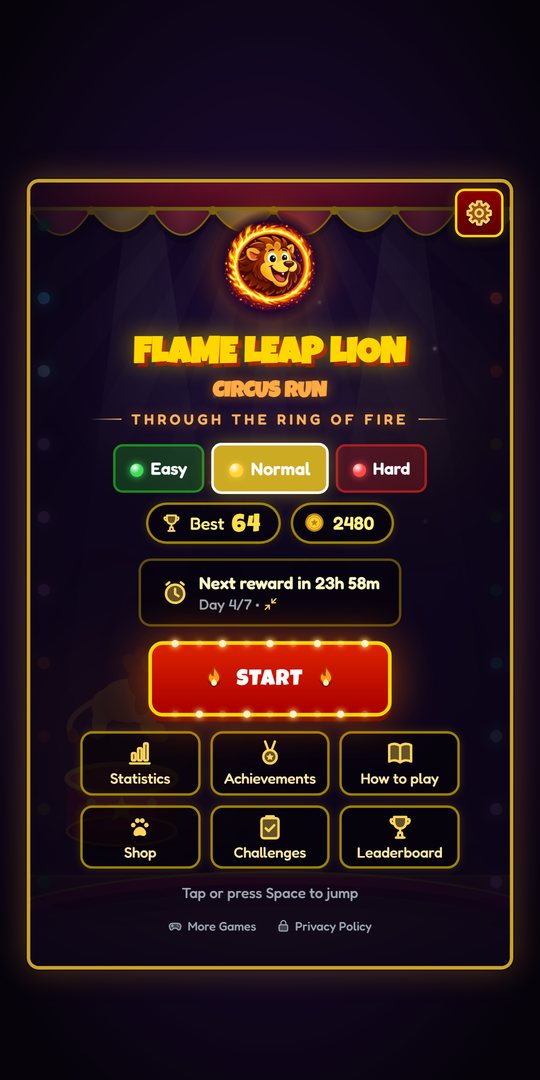 FLAME LEAP LION
CIRCUS RUN
THROUGH THE RING OF FIRE
Easy Normal Hard
Best 64 2480
Next reward in 23h 58m
Day 4/7 •
START
Statistics Achievements How to play
Shop Challenges Leaderboard
Tap or press Space to jump
More Games Privacy Policy